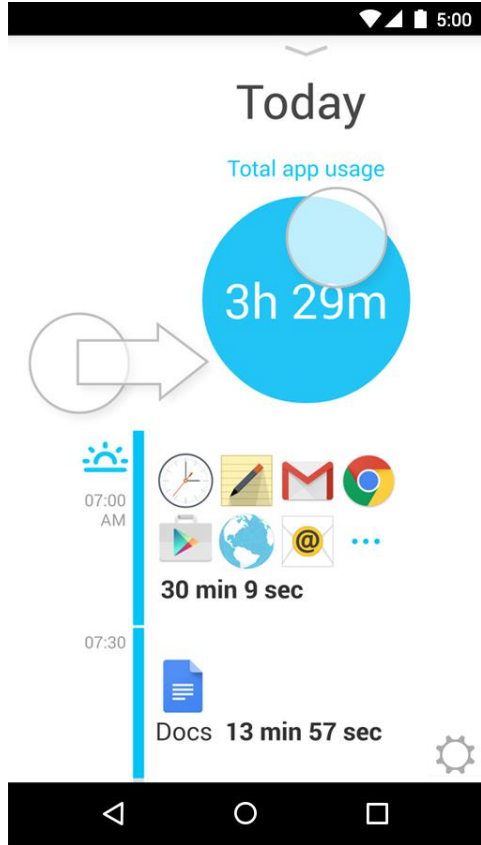 5:00
Today
Total app usage
3h 29m
07:00
AM
@
30 min 9 sec
07:30
Docs 13 min 57 sec